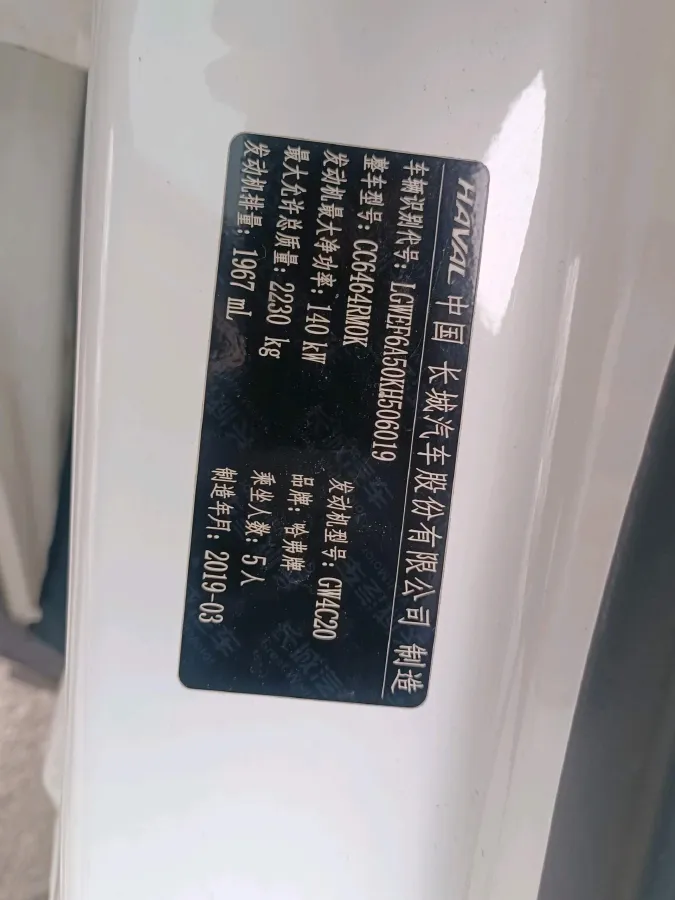 HAVAL 中国 长城汽车股份有限公司 制造
车辆识别代号: LGWEF6A50KH506019
整车型号: CC6464RM0K 发动机型号: GW4C20
发动机最大净功率: 140 kW 品牌: 哈弗牌
最大允许总质量: 2230 kg 乘坐人数: 5 人
发动机排量: 1967 mL 制造年月: 2019-03